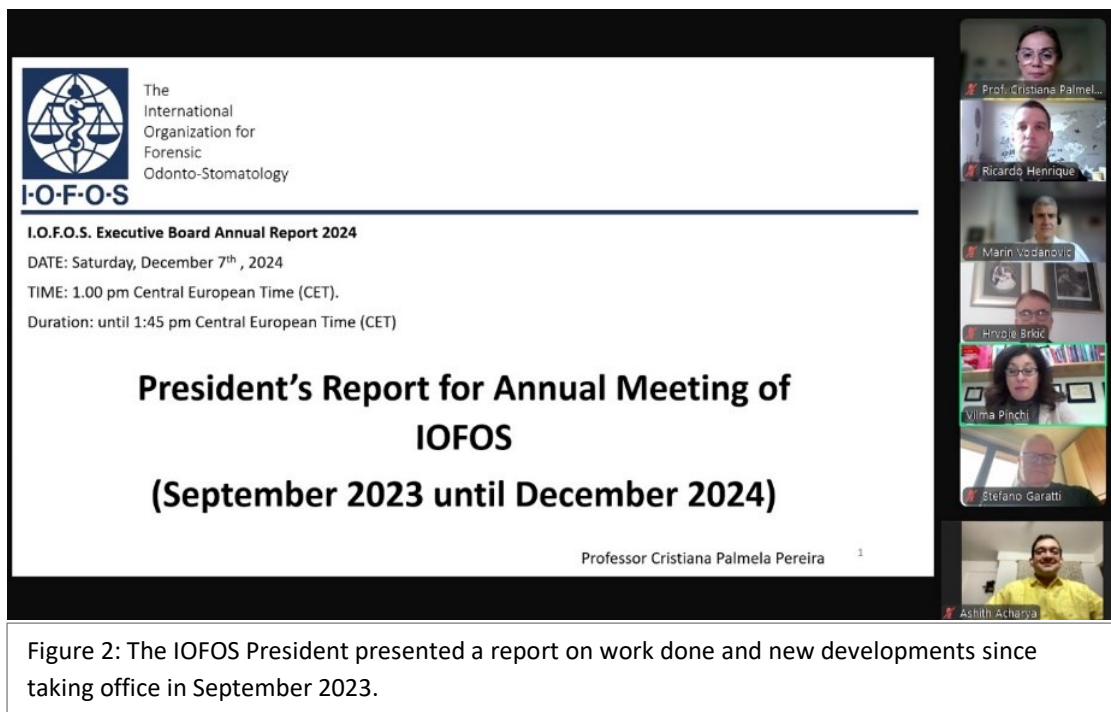 The
International
Organization for
Forensic
Odonto-Stomatology
I·O·F·O·S
I.O.F.O.S. Executive Board Annual Report 2024
DATE: Saturday, December 7th , 2024
TIME: 1.00 pm Central European Time (CET).
Duration: until 1:45 pm Central European Time (CET)
President’s Report for Annual Meeting of
IOFOS
(September 2023 until December 2024)
Professor Cristiana Palmela Pereira
1
Prof. Cristiana Palmel...
Ricardo Henrique
Marin Vodanovic
Hrvoje Brkić
Vilma Pinchi
Stefano Garatti
Ashith Acharya
Figure 2: The IOFOS President presented a report on work done and new developments since
taking office in September 2023.